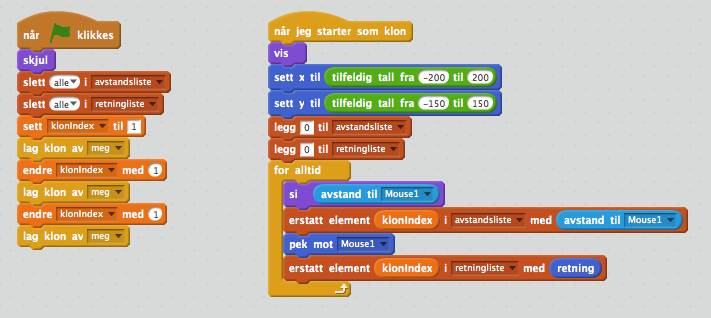 når klikkes
skjul
slett alle i avstandsliste
slett alle i retningliste
sett klonIndex til 1
lag klon av meg
endre klonIndex med 1
lag klon av meg
endre klonIndex med 1
lag klon av meg
når jeg starter som klon
vis
sett x til tilfeldig tall fra -200 til 200
sett y til tilfeldig tall fra -150 til 150
legg 0 til avstandsliste
legg 0 til retningliste
for alltid
si avstand til Mouse1
erstatt element klonIndex i avstandsliste med avstand til Mouse1
pek mot Mouse1
erstatt element klonIndex i retningliste med retning